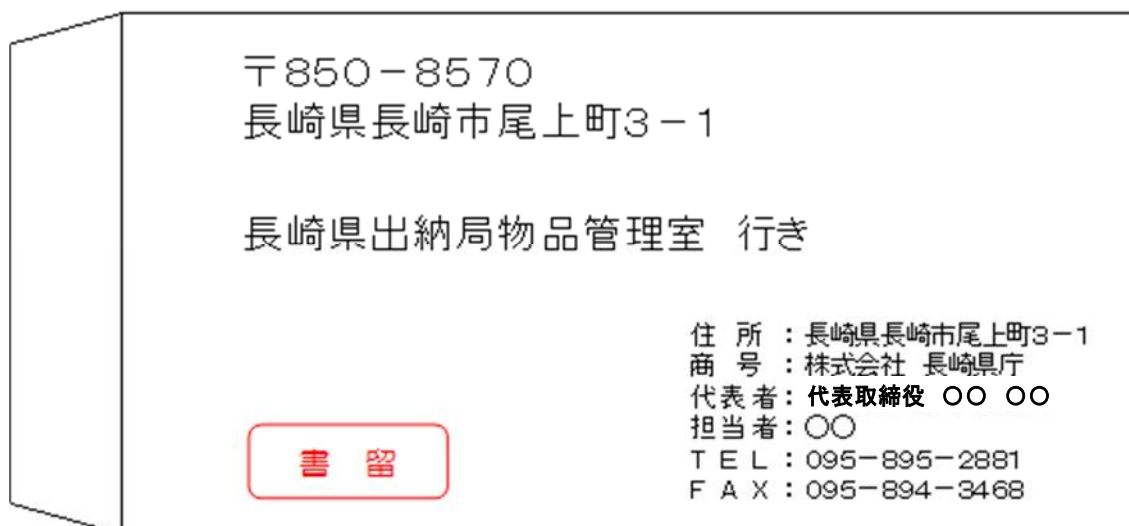 〒850-8570
長崎県長崎市尾上町3-1
長崎県出納局物品管理室 行き
住 所 : 長崎県長崎市尾上町3-1
商 号 : 株式会社 長崎県庁
代表者: 代表取締役 〇〇 〇〇
担当者: 〇〇
TEL : 095-895-2881
FAX : 095-894-3468
書 留